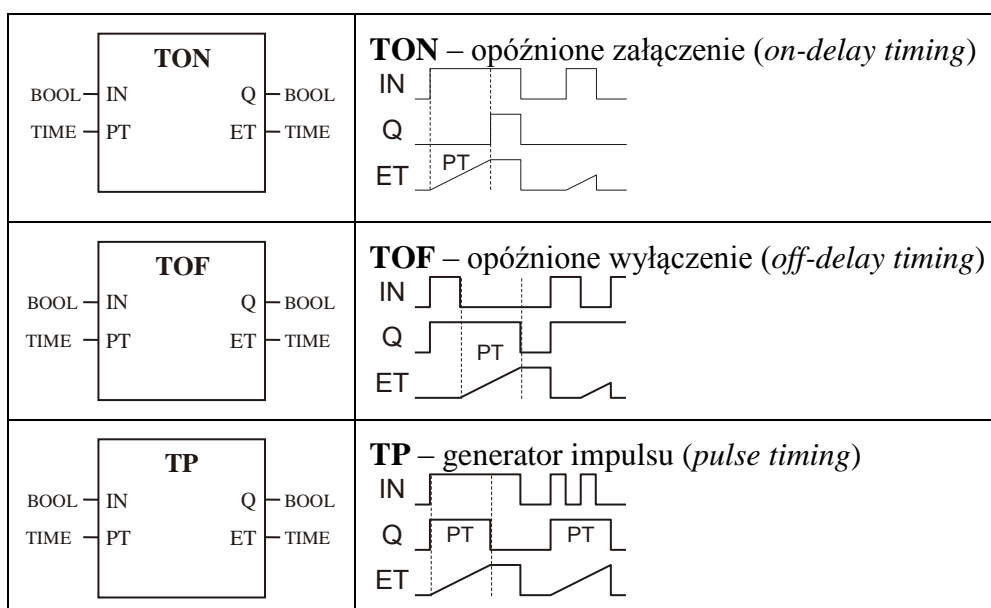 TON
BOOL IN Q BOOL
TIME PT ET TIME
TON – opóźnione załączenie (on-delay timing)
IN
Q
PT
ET
TOF
BOOL IN Q BOOL
TIME PT ET TIME
TOF – opóźnione wyłączenie (off-delay timing)
IN
Q
PT
ET
TP
BOOL IN Q BOOL
TIME PT ET TIME
TP – generator impulsu (pulse timing)
IN
Q PT PT
ET